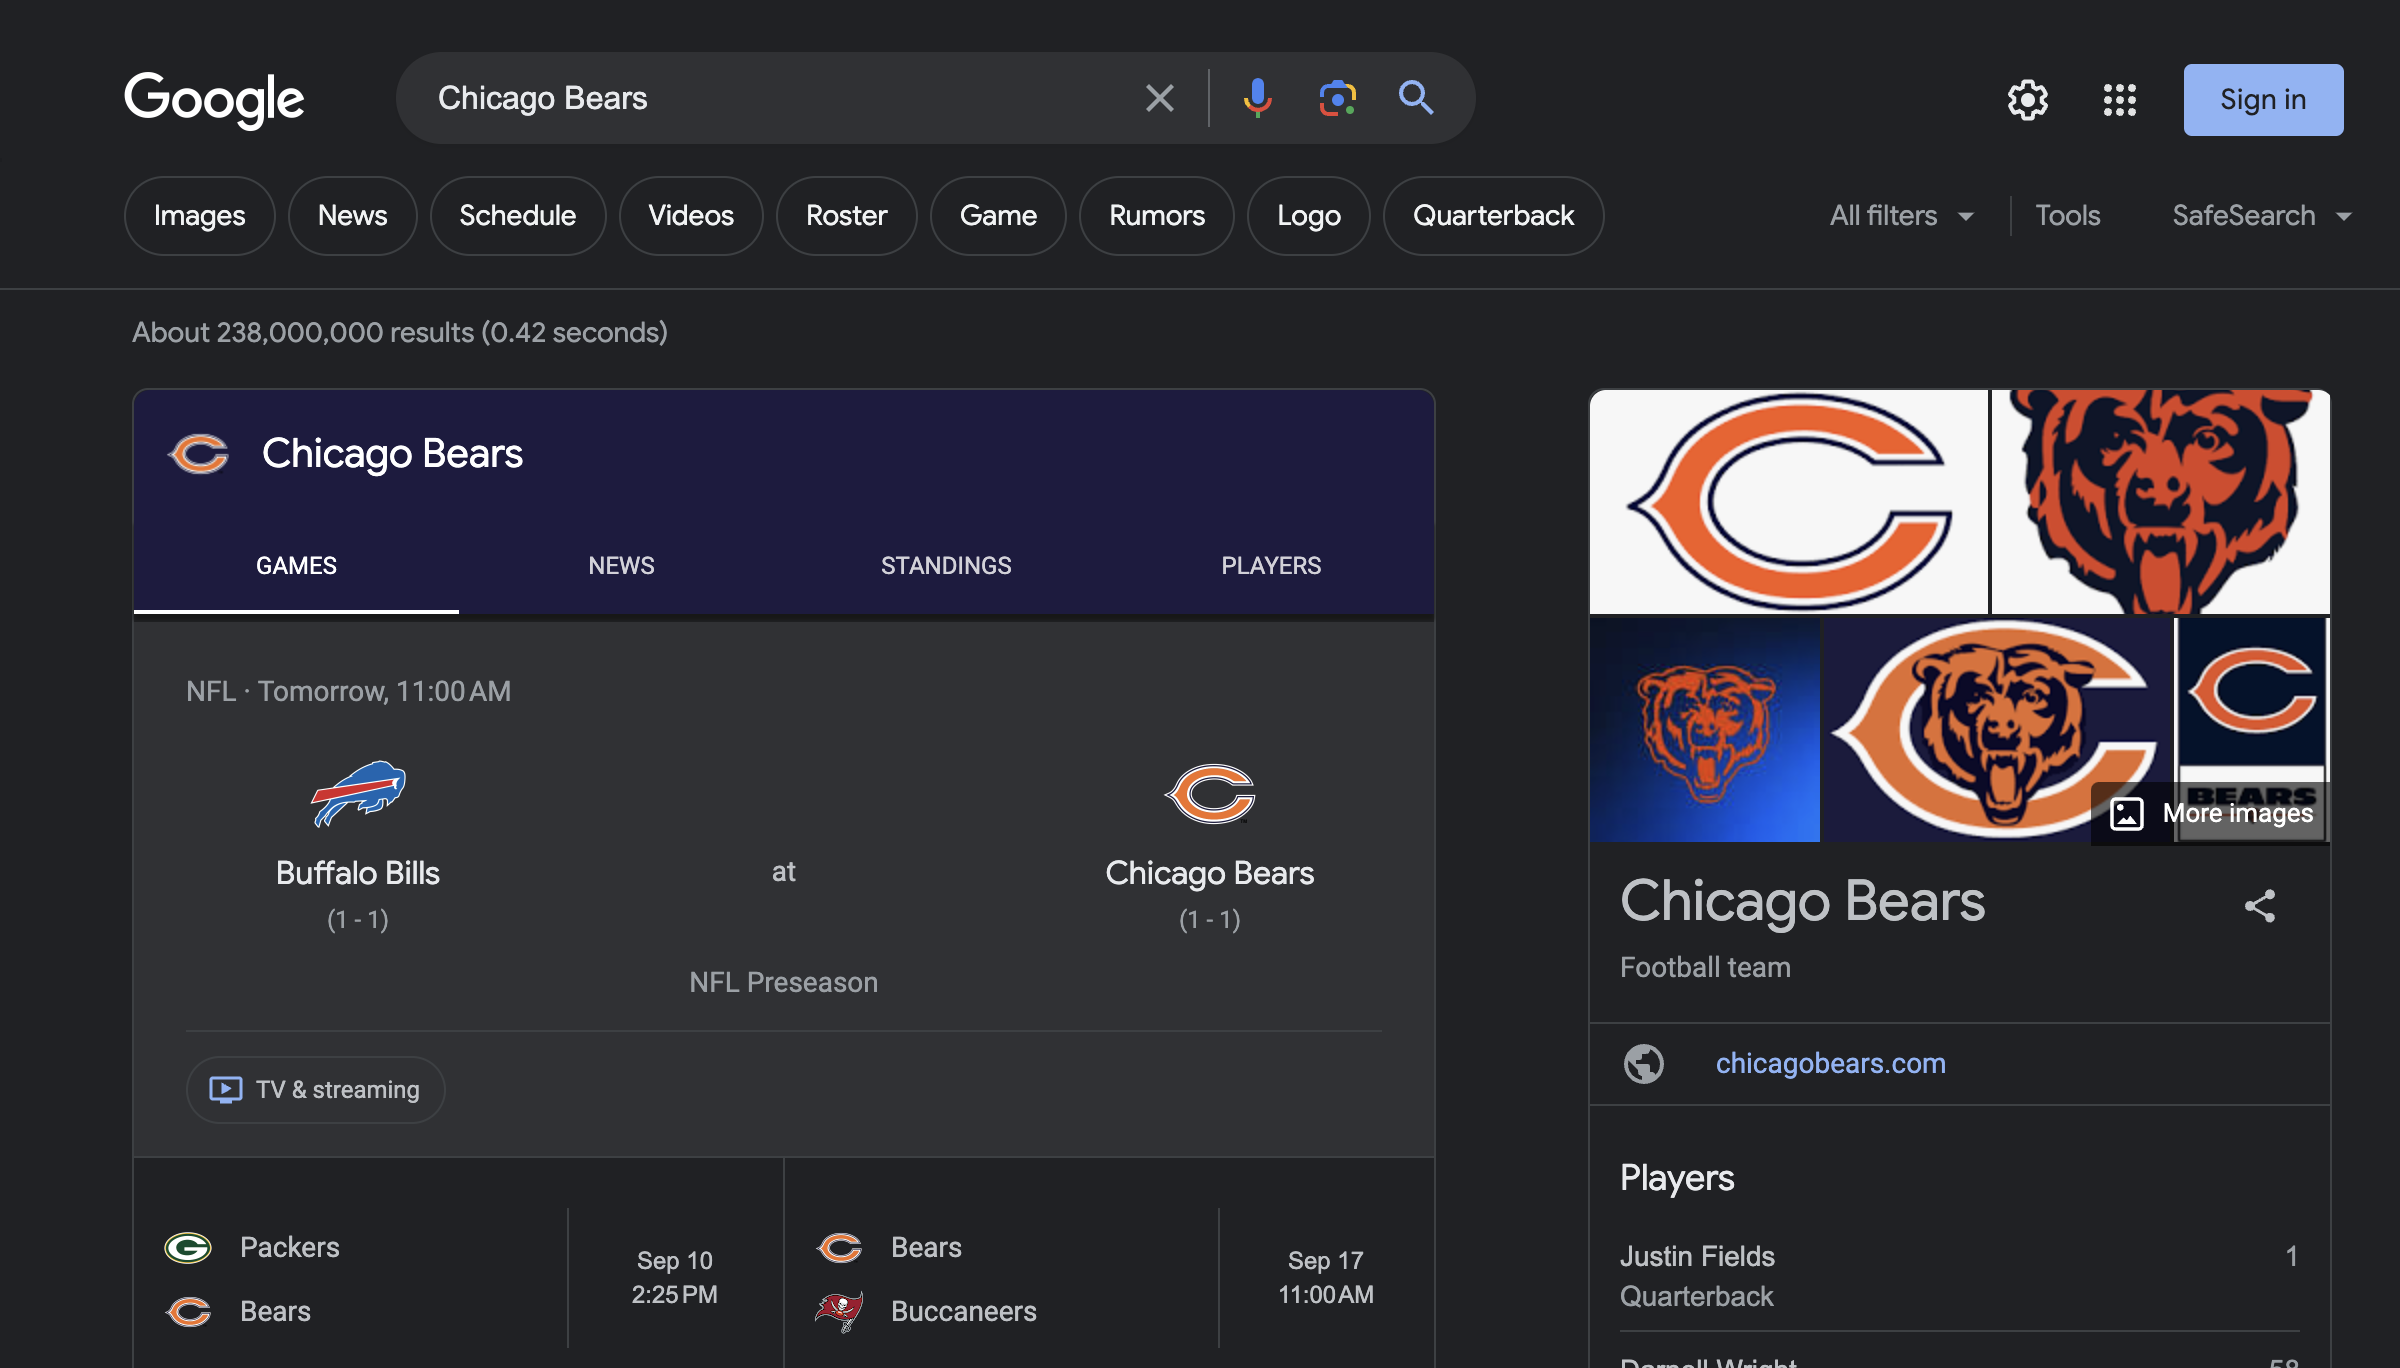 Google
Chicago Bears
Sign in
Images
News
Schedule
Videos
Roster
Game
Rumors
Logo
Quarterback
All filters
Tools
SafeSearch
About 238,000,000 results (0.42 seconds)
Chicago Bears
GAMES
NEWS
STANDINGS
PLAYERS
NFL · Tomorrow, 11:00 AM
Buffalo Bills
(1 - 1)
at
Chicago Bears
(1 - 1)
NFL Preseason
TV & streaming
Packers
Bears
Sep 10
2:25 PM
Bears
Buccaneers
Sep 17
11:00 AM
BEARS
More images
Chicago Bears
Football team
chicagobears.com
Players
Justin Fields
1
Quarterback
Darnell Wright
58